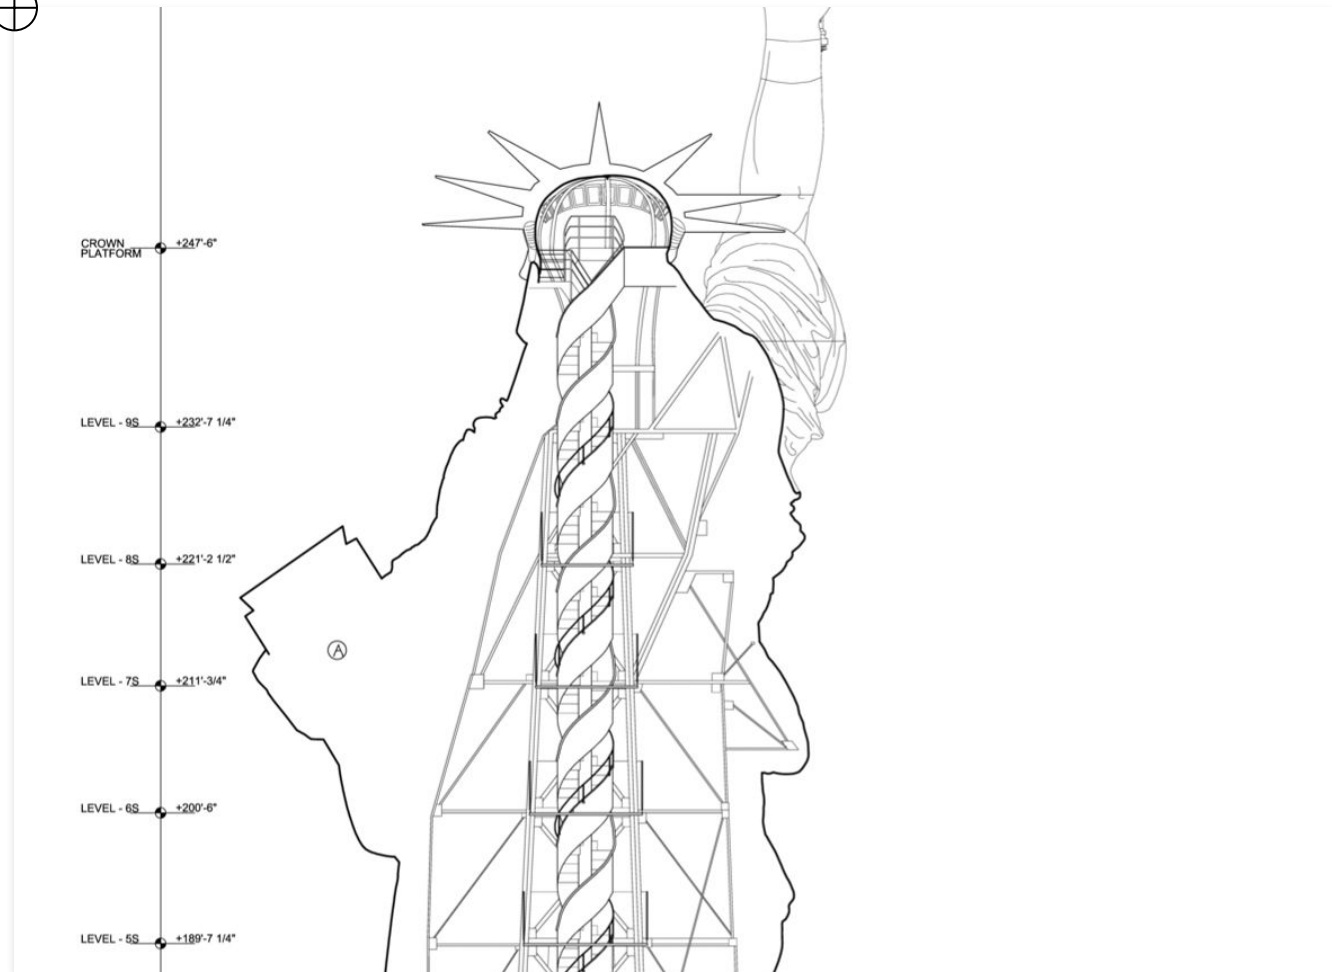 CROWN
PLATFORM +247'-6"
LEVEL - 9S +232'-7 1/4"
LEVEL - 8S +221'-2 1/2"
A
LEVEL - 7S +211'-3/4"
LEVEL - 6S +200'-6"
LEVEL - 5S +189'-7 1/4"